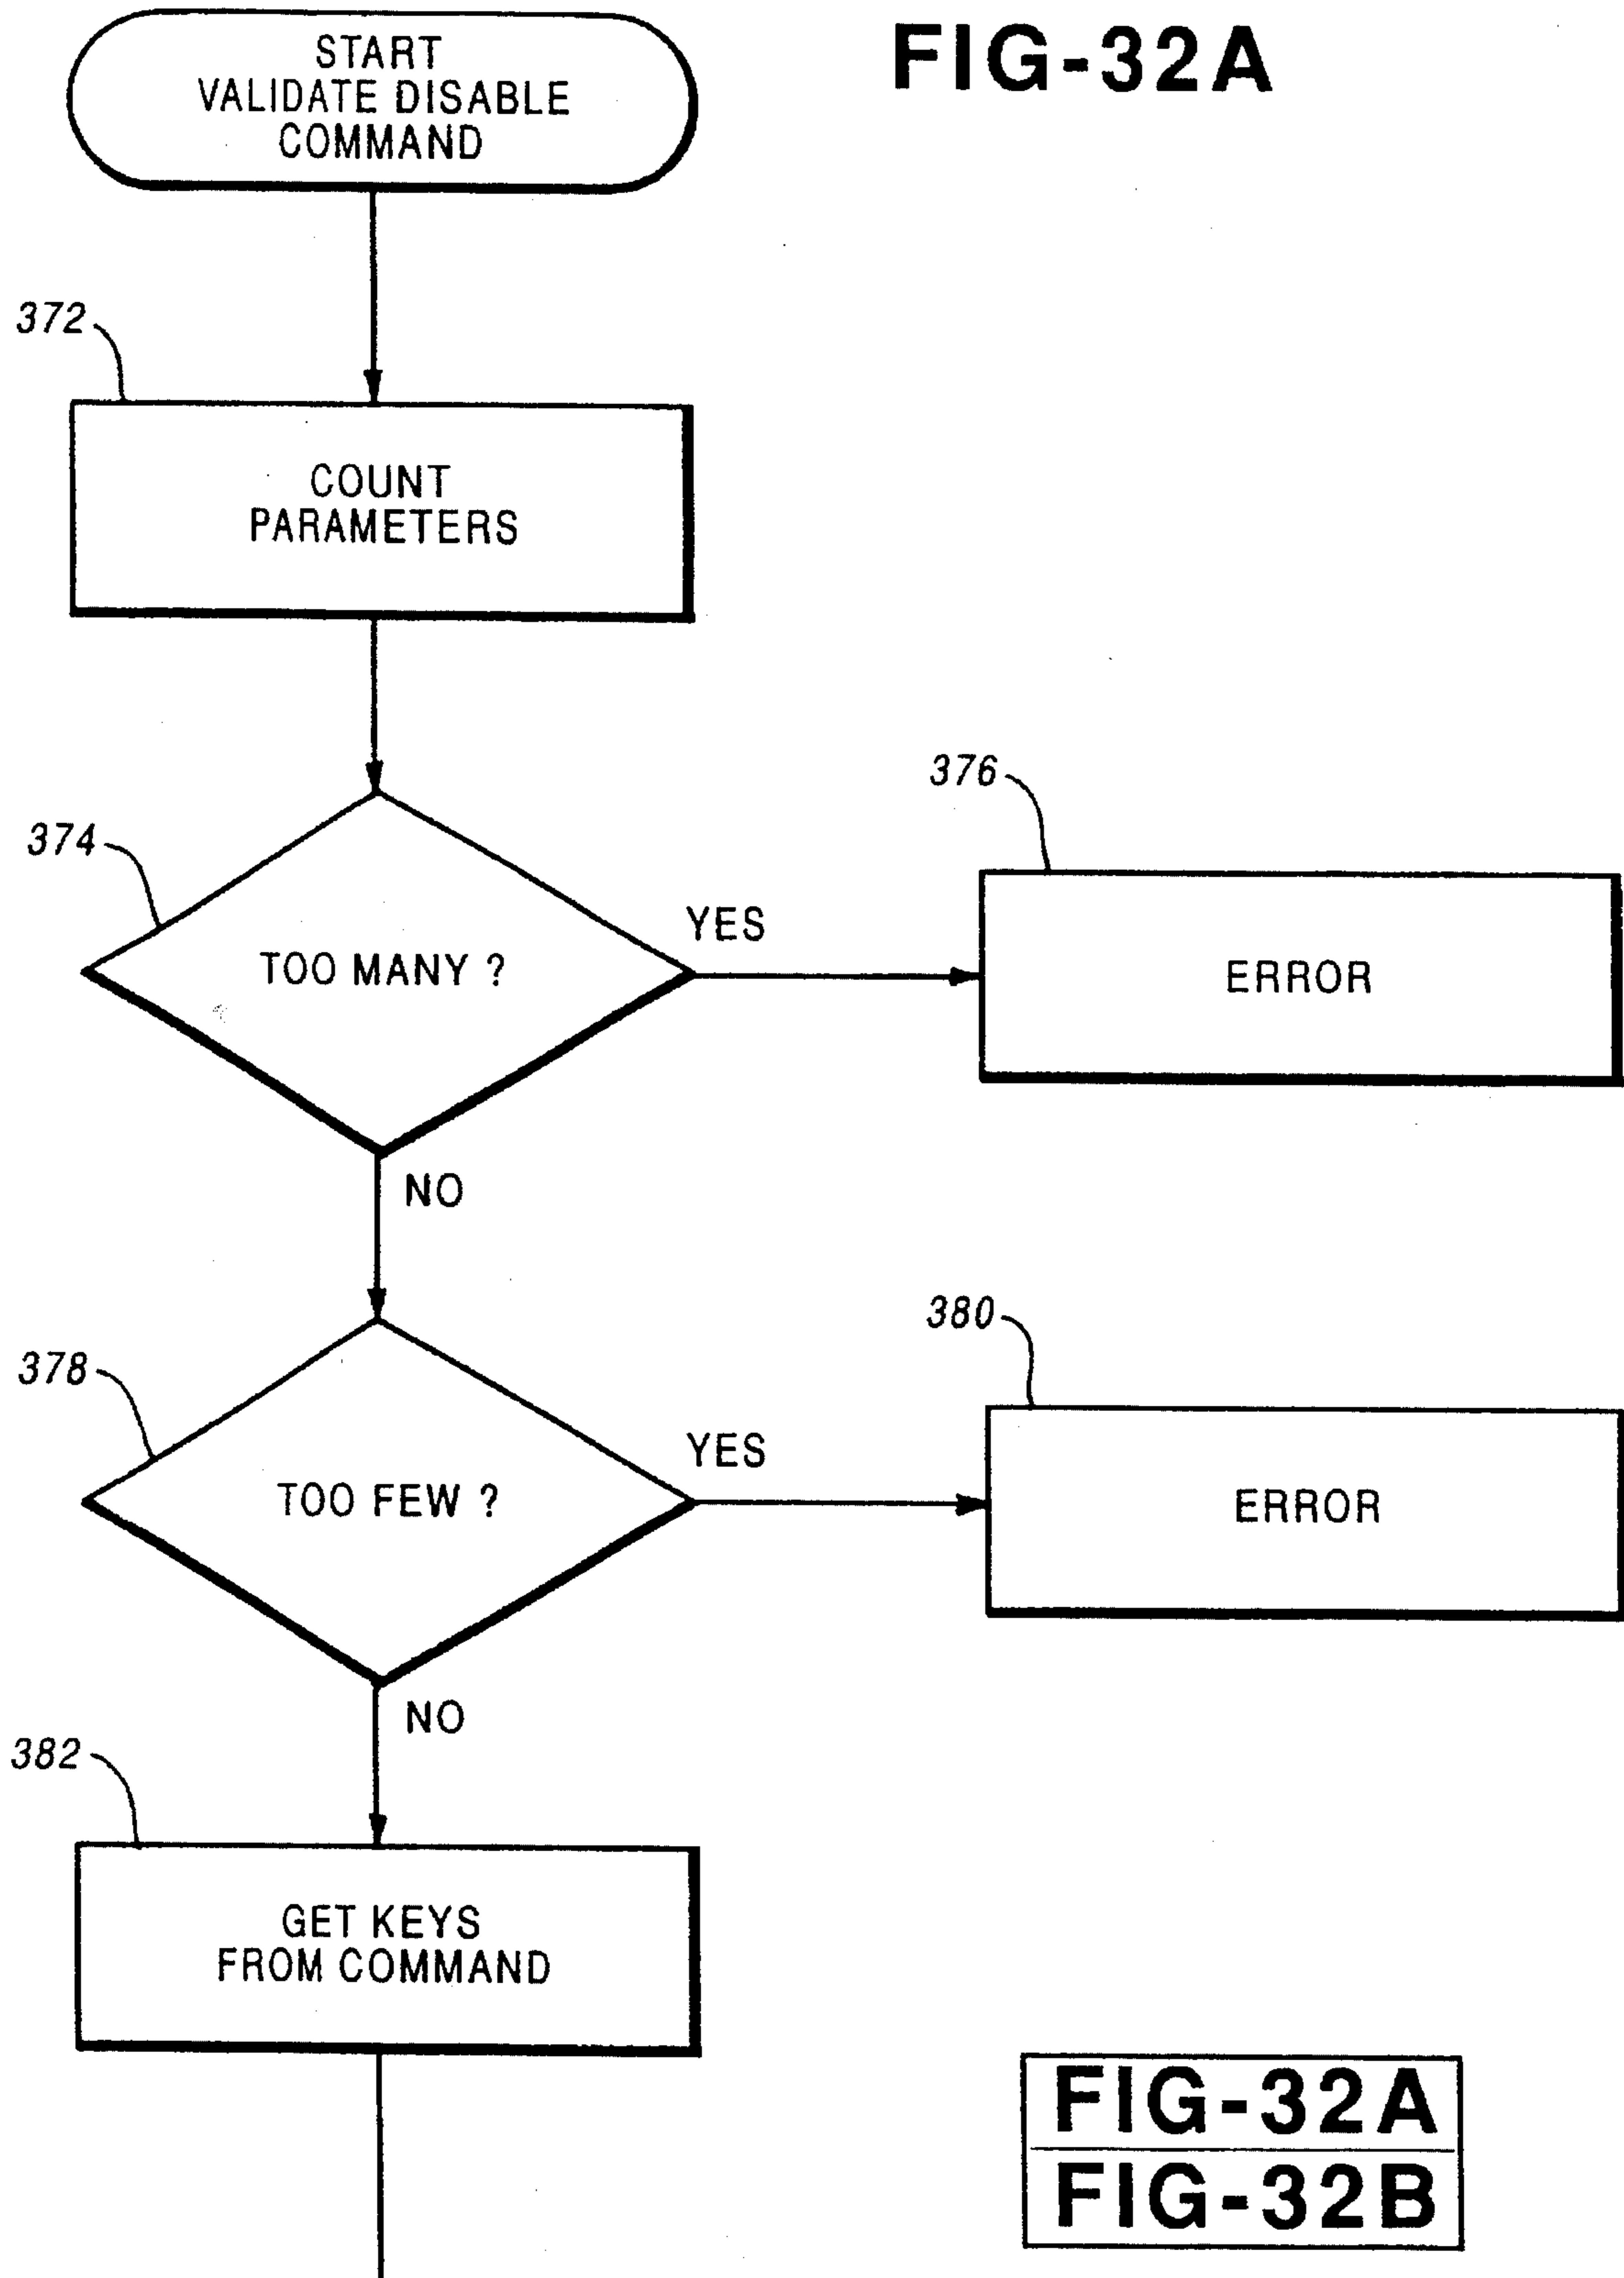 FIG-32A
START
VALIDATE DISABLE
COMMAND
372
COUNT
PARAMETERS
374
TOO MANY ?
YES
376
ERROR
NO
378
TOO FEW ?
YES
380
ERROR
NO
382
GET KEYS
FROM COMMAND
FIG-32A
FIG-32B